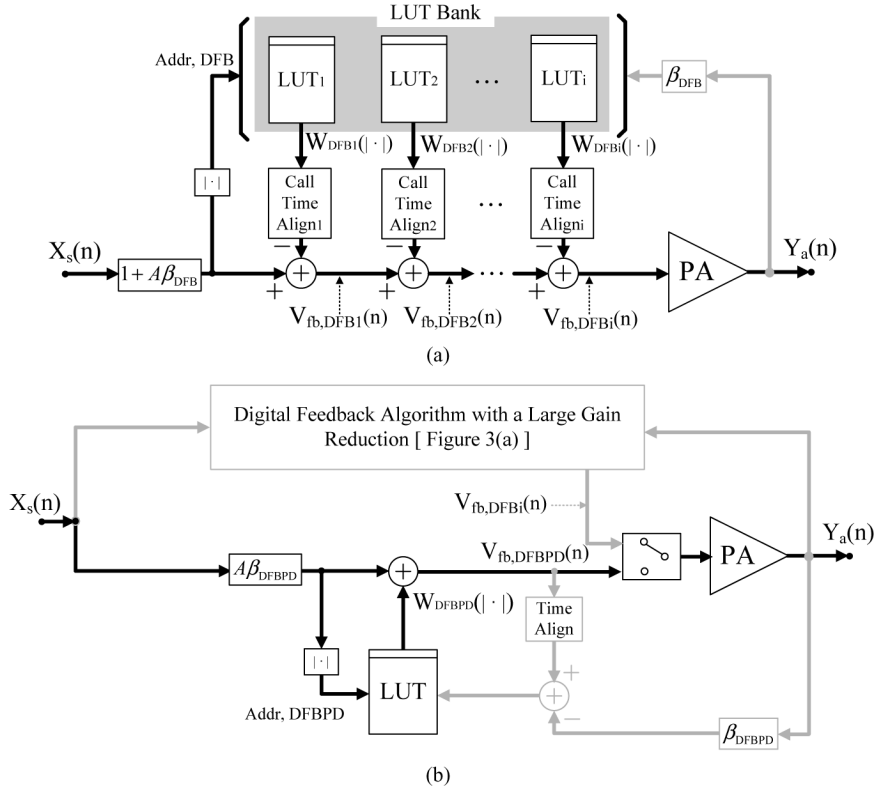 LUT Bank
Addr, DFB
LUT1 LUT2 ... LUTi
βDFB
WDFB1(|·|) WDFB2(|·|) WDFBi(|·|)
|·|
Call Time Align1
Call Time Align2
...
Call Time Aligni
Xs(n)
1 + AβDFB
− − −
+ + + + + ... + +
PA
Ya(n)
Vfb,DFB1(n) Vfb,DFB2(n) Vfb,DFBi(n)
(a)
Digital Feedback Algorithm with a Large Gain
Reduction [ Figure 3(a) ]
Xs(n)
Vfb,DFBi(n)
AβDFBPD
+
Vfb,DFBPD(n)
PA
Ya(n)
WDFBPD(|·|)
Time
Align
|·|
LUT
Addr, DFBPD
+
+
−
βDFBPD
(b)